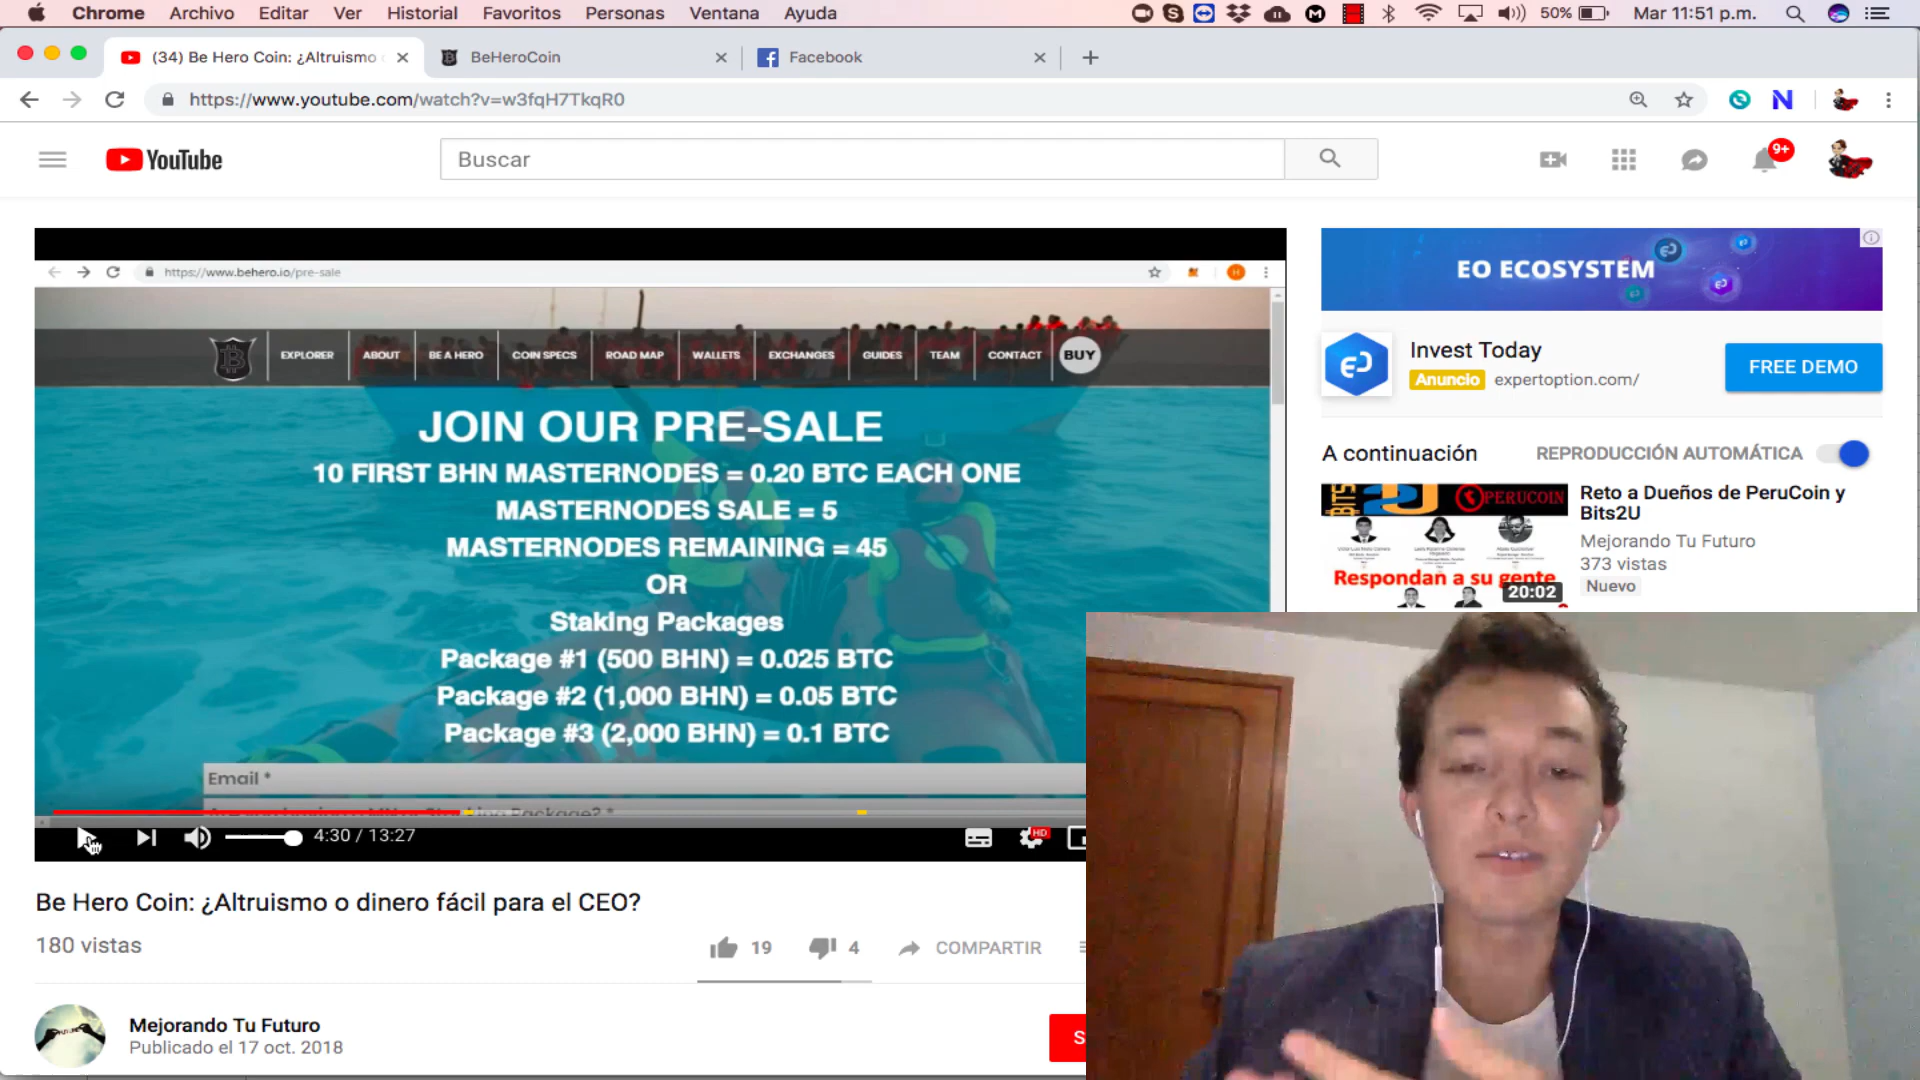 Chrome Archivo Editar Ver Historial Favoritos Personas Ventana Ayuda
50% Mar 11:51 p.m.
(34) Be Hero Coin: ¿Altruismo
BeHeroCoin
Facebook
https://www.youtube.com/watch?v=w3fqH7TkqR0
YouTube
Buscar
9+
https://www.behero.io/pre-sale
EXPLORER ABOUT BE A HERO COIN SPECS ROAD MAP WALLETS EXCHANGES GUIDES TEAM CONTACT BUY
JOIN OUR PRE-SALE
10 FIRST BHN MASTERNODES = 0.20 BTC EACH ONE
MASTERNODES SALE = 5
MASTERNODES REMAINING = 45
OR
Staking Packages
Package #1 (500 BHN) = 0.025 BTC
Package #2 (1,000 BHN) = 0.05 BTC
Package #3 (2,000 BHN) = 0.1 BTC
Email *
4:30 / 13:27
HD
Be Hero Coin: ¿Altruismo o dinero fácil para el CEO?
180 vistas
19
4
COMPARTIR
Mejorando Tu Futuro
Publicado el 17 oct. 2018
S
EO ECOSYSTEM
Invest Today
Anuncio expertoption.com/
FREE DEMO
A continuación
REPRODUCCIÓN AUTOMÁTICA
PERUCOIN
Respondan a su gente
20:02
Reto a Dueños de PeruCoin y
Bits2U
Mejorando Tu Futuro
373 vistas
Nuevo